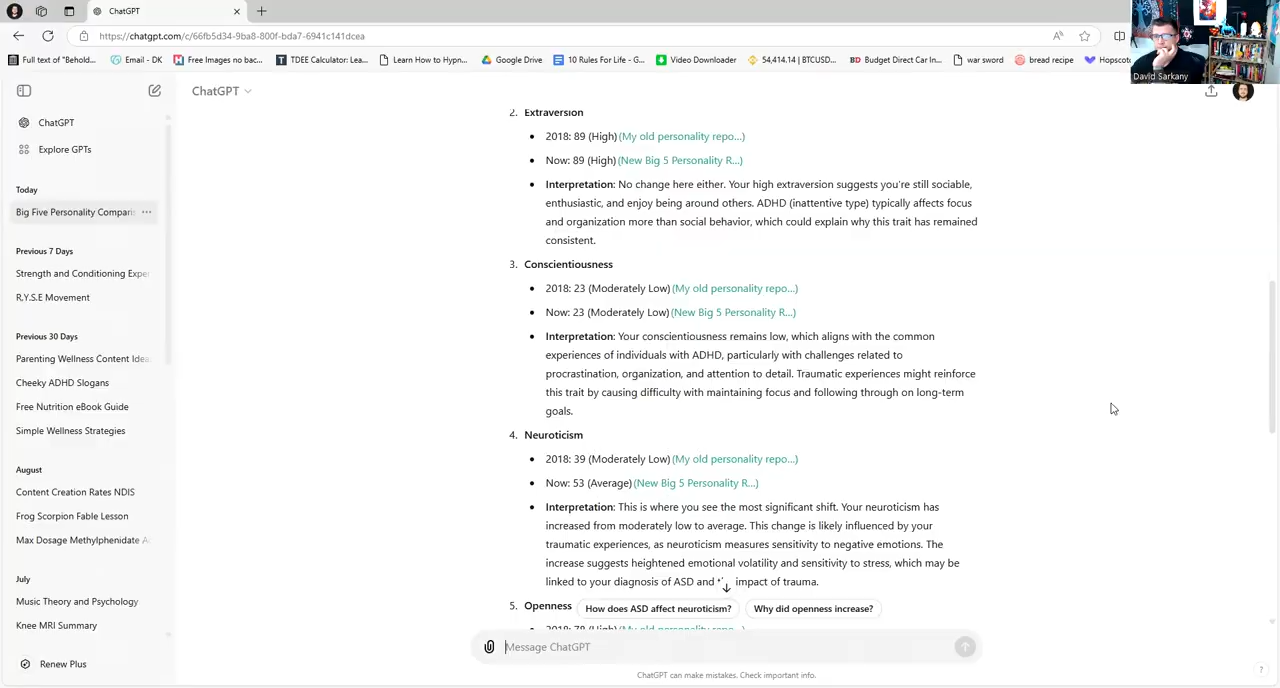 ChatGPT
https://chatgpt.com/c/66fb5d34-9ba8-800f-bda7-6941c141dcea
Full text of "Behold...
Email - DK
Free Images no bac...
TDEE Calculator: Lea...
Learn How to Hypn...
Google Drive
10 Rules For Life - G...
Video Downloader
54,414.14 | BTCUSD...
Budget Direct Car In...
war sword
bread recipe
Hopscot
David Sarkany
ChatGPT
ChatGPT
Explore GPTs
Today
Big Five Personality Comparis
Previous 7 Days
Strength and Conditioning Exper
R.Y.S.E Movement
Previous 30 Days
Parenting Wellness Content Idea
Cheeky ADHD Slogans
Free Nutrition eBook Guide
Simple Wellness Strategies
August
Content Creation Rates NDIS
Frog Scorpion Fable Lesson
Max Dosage Methylphenidate A
July
Music Theory and Psychology
Knee MRI Summary
Renew Plus
2. Extraversion
• 2018: 89 (High) (My old personality repo...)
• Now: 89 (High) (New Big 5 Personality R...)
• Interpretation: No change here either. Your high extraversion suggests you're still sociable,
enthusiastic, and enjoy being around others. ADHD (inattentive type) typically affects focus
and organization more than social behavior, which could explain why this trait has remained
consistent.
3. Conscientiousness
• 2018: 23 (Moderately Low) (My old personality repo...)
• Now: 23 (Moderately Low) (New Big 5 Personality R...)
• Interpretation: Your conscientiousness remains low, which aligns with the common
experiences of individuals with ADHD, particularly with challenges related to
procrastination, organization, and attention to detail. Traumatic experiences might reinforce
this trait by causing difficulty with maintaining focus and following through on long-term
goals.
4. Neuroticism
• 2018: 39 (Moderately Low) (My old personality repo...)
• Now: 53 (Average) (New Big 5 Personality R...)
• Interpretation: This is where you see the most significant shift. Your neuroticism has
increased from moderately low to average. This change is likely influenced by your
traumatic experiences, as neuroticism measures sensitivity to negative emotions. The
increase suggests heightened emotional volatility and sensitivity to stress, which may be
linked to your diagnosis of ASD and impact of trauma.
5. Openness
How does ASD affect neuroticism?
Why did openness increase?
2018: 78 (High) (My old personality repo...)
Message ChatGPT
ChatGPT can make mistakes. Check important info.
?